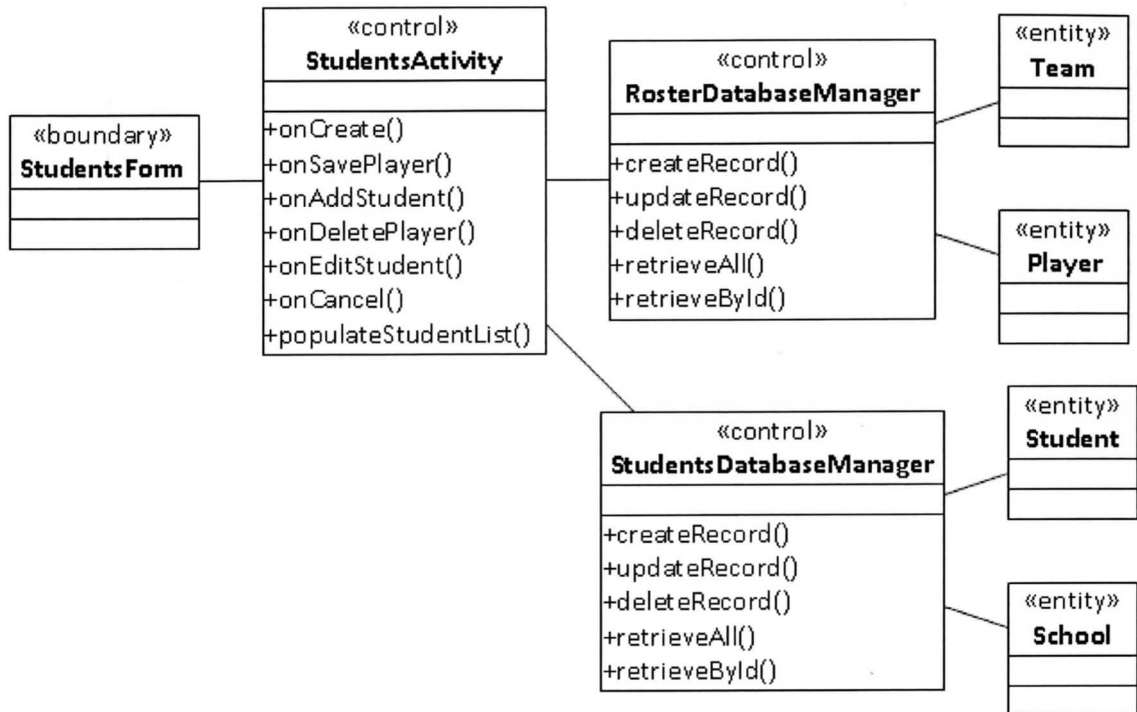 «boundary»
StudentsForm
«control»
StudentsActivity
+onCreate()
+onSavePlayer()
+onAddStudent()
+onDeletePlayer()
+onEditStudent()
+onCancel()
+populateStudentList()
«control»
RosterDatabaseManager
+createRecord()
+updateRecord()
+deleteRecord()
+retrieveAll()
+retrieveById()
«entity»
Team
«entity»
Player
«control»
StudentsDatabaseManager
+createRecord()
+updateRecord()
+deleteRecord()
+retrieveAll()
+retrieveById()
«entity»
Student
«entity»
School